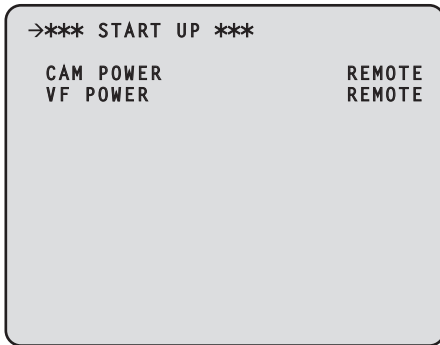 →*** START UP ***
CAM POWER REMOTE
VF POWER REMOTE